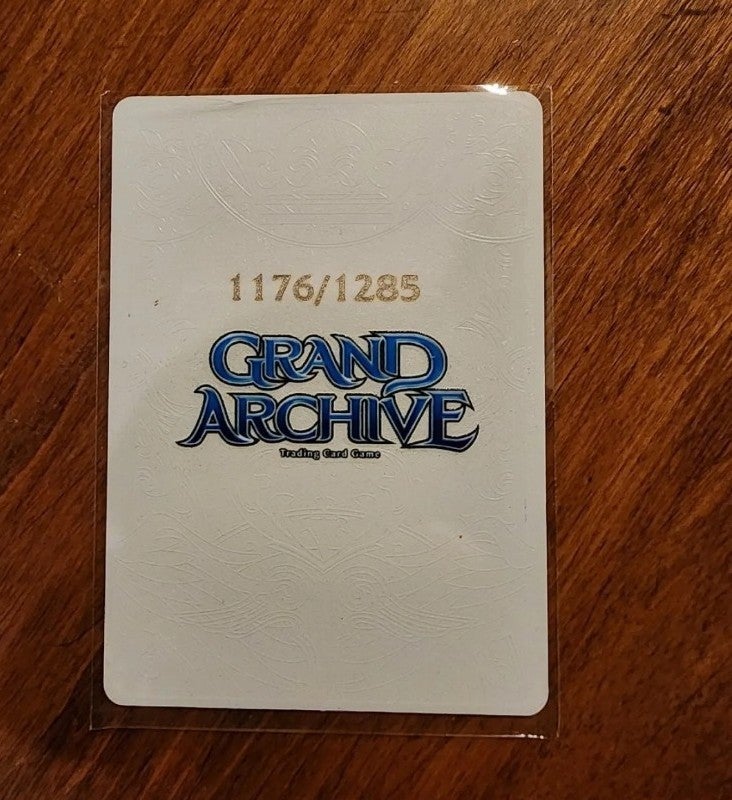 1176/1285
GRAND
ARCHIVE
Trading Card Game